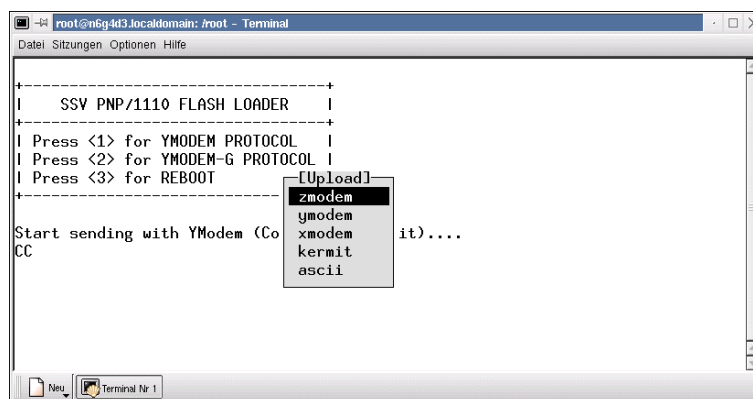 root@n6g4d3.localdomain: /root - Terminal
Datei Sitzungen Optionen Hilfe
+---------------------------------+
| SSV PNP/1110 FLASH LOADER |
+---------------------------------+
| Press <1> for YMODEM PROTOCOL |
| Press <2> for YMODEM-G PROTOCOL |
| Press <3> for REBOOT
[Upload]
zmodem
ymodem
xmodem
kermit
ascii
Start sending with YModem (Co it)....
CC
Neu
Terminal Nr 1